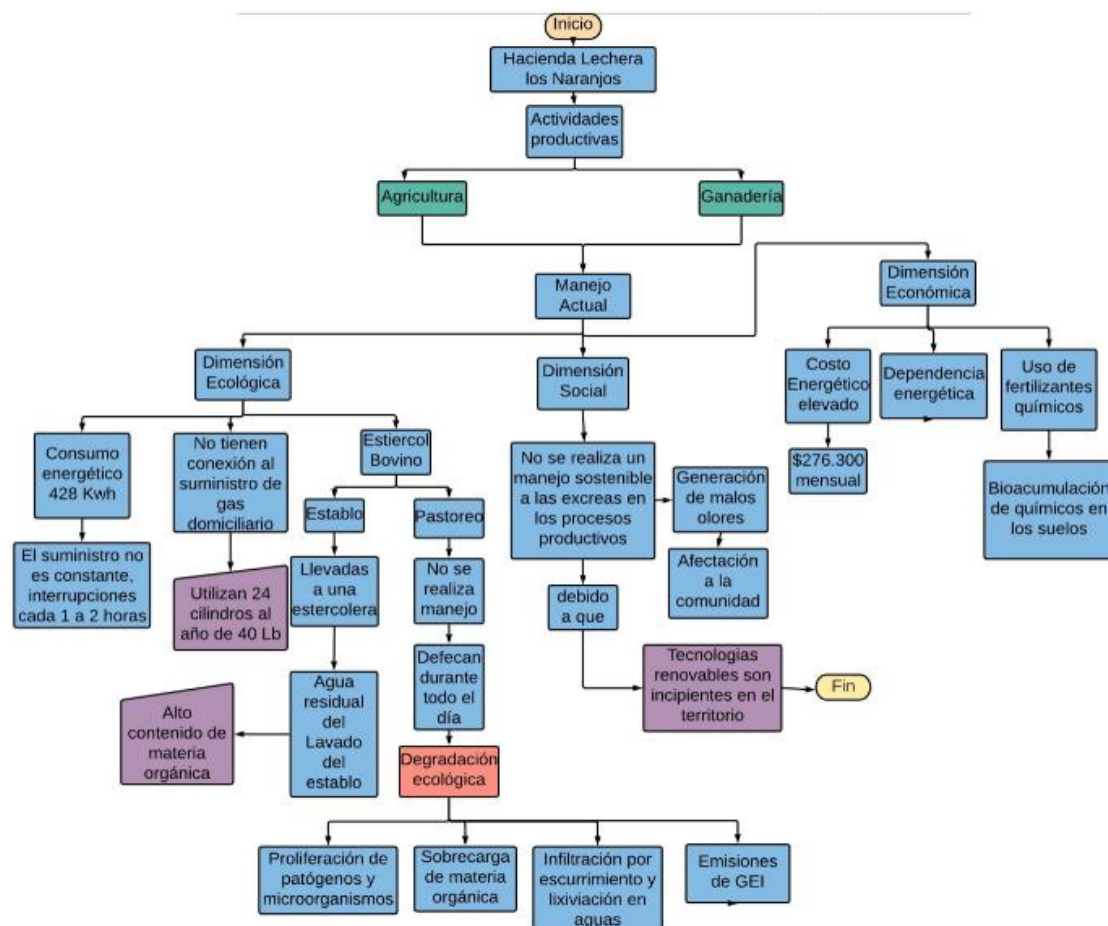 Inicio
Hacienda Lechera
los Naranjos
Actividades
productivas
Agricultura
Ganadería
Manejo
Actual
Dimensión
Económica
Dimensión
Ecológica
Dimensión
Social
Costo
Energético
elevado
Dependencia
energética
Uso de
fertilizantes
químicos
Consumo
energético
428 Kwh
No tienen
conexión al
suministro de
gas
domiciliario
Estiercol
Bovino
No se realiza un
manejo sostenible
a las excreas en
los procesos
productivos
Generación
de malos
olores
$276.300
mensual
Bioacumulación
de químicos en
los suelos
Establo
Pastoreo
El suministro no
es constante,
interrupciones
cada 1 a 2 horas
Utilizan 24
cilindros al
año de 40 Lb
Llevadas
a una
estercolera
No se
realiza
manejo
Afectación
a la
comunidad
debido
a que
Defecan
durante
todo el
día
Tecnologias
renovables son
incipientes en el
territorio
Fin
Agua
residual
del
Lavado
del
establo
Alto
contenido de
materia
orgánica
Degradación
ecológica
Proliferación de
patógenos y
microorganismos
Sobrecarga
de materia
orgánica
Infiltración por
escurrimiento y
lixiviación en
aguas
Emisiones
de GEI